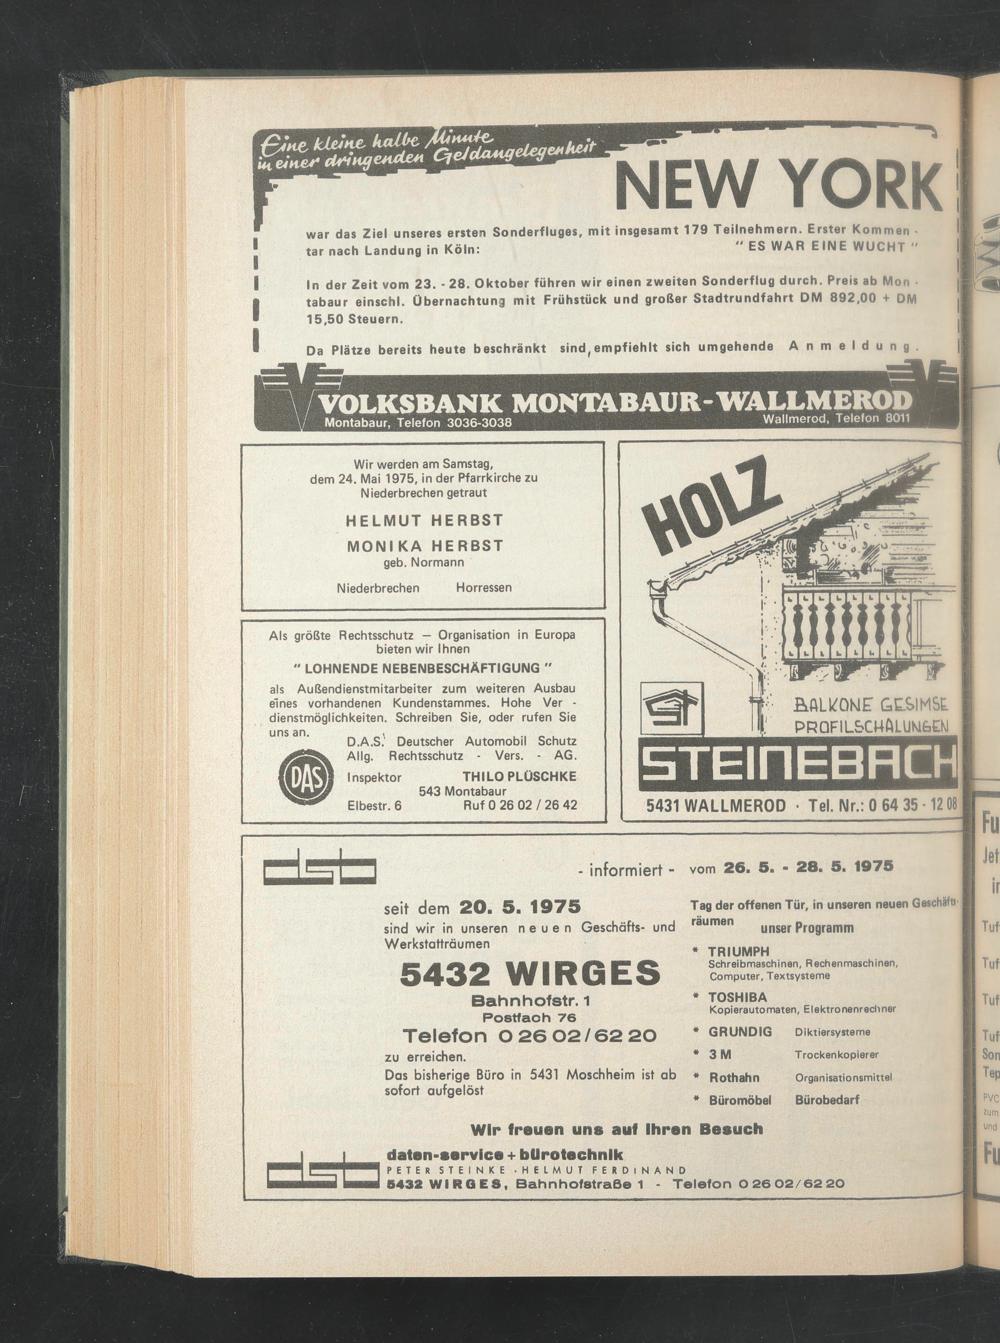 Eine kleine halbe Minute
in einer dringenden Geldangelegenheit
NEW YORK
war das Ziel unseres ersten Sonderfluges, mit insgesamt 179 Teilnehmern. Erster Kommen -
tar nach Landung in Köln: " ES WAR EINE WUCHT "
In der Zeit vom 23. - 28. Oktober führen wir einen zweiten Sonderflug durch. Preis ab Mon -
tabaur einschl. Übernachtung mit Frühstück und großer Stadtrundfahrt DM 892,00 + DM
15,50 Steuern.
Da Plätze bereits heute beschränkt sind, empfiehlt sich umgehende A n m e l d u n g .
VOLKSBANK MONTABAUR-WALLMEROD
Montabaur, Telefon 3036-3038 Wallmerod, Telefon 8011
Wir werden am Samstag,
dem 24. Mai 1975, in der Pfarrkirche zu
Niederbrechen getraut
HELMUT HERBST
MONIKA HERBST
geb. Normann
Niederbrechen Horressen
Als größte Rechtsschutz – Organisation in Europa
bieten wir Ihnen
" LOHNENDE NEBENBESCHÄFTIGUNG "
als Außendienstmitarbeiter zum weiteren Ausbau
eines vorhandenen Kundenstammes. Hohe Ver -
dienstmöglichkeiten. Schreiben Sie, oder rufen Sie
uns an.
D.A.S. Deutscher Automobil Schutz
Allg. Rechtsschutz - Vers. - AG.
DAS
Inspektor THILO PLÜSCHKE
543 Montabaur
Elbestr. 6 Ruf 0 26 02 / 26 42
HOLZ
BALKONE GESIMSE
PROFILSCHALUNGEN
STEINEBACH
5431 WALLMEROD · Tel. Nr.: 0 64 35 - 12 08
dsb
- informiert - vom 26. 5. - 28. 5. 1975
seit dem 20. 5. 1975
sind wir in unseren n e u e n Geschäfts- und
Werkstatträumen
5432 WIRGES
Bahnhofstr. 1
Postfach 76
Telefon 0 26 02/62 20
zu erreichen.
Das bisherige Büro in 5431 Moschheim ist ab
sofort aufgelöst
Tag der offenen Tür, in unseren neuen Geschäfts-
räumen unser Programm
* TRIUMPH
Schreibmaschinen, Rechenmaschinen,
Computer, Textsysteme
* TOSHIBA
Kopierautomaten, Elektronenrechner
* GRUNDIG Diktiersysteme
* 3 M Trockenkopierer
* Rothahn Organisationsmittel
* Büromöbel Bürobedarf
Wir freuen uns auf Ihren Besuch
dsb
daten-service + bürotechnik
PETER STEINKE · HELMUT FERDINAND
5432 WIRGES, Bahnhofstraße 1 - Telefon 0 26 02/62 20
Fu
Jet
Tuf
Tuf
Tuf
Tuf
Son
Tep
PVC
zum
und
Fu